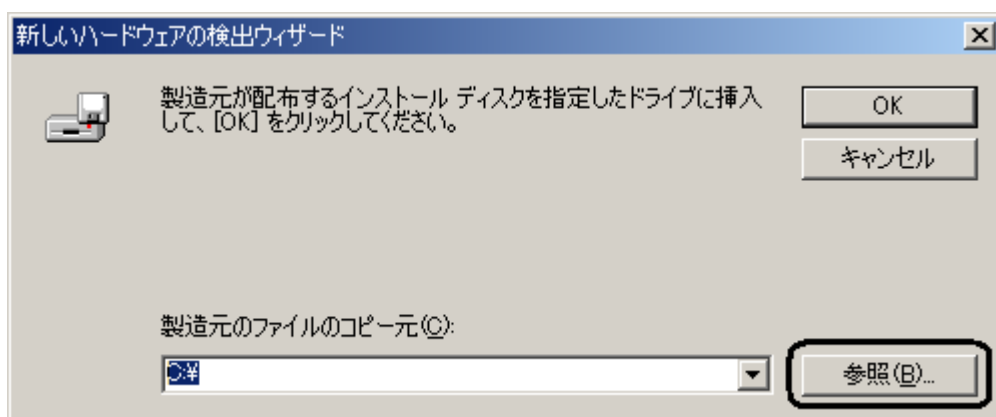 新しいハードウェアの検出ウィザード
製造元が配布するインストール ディスクを指定したドライブに挿入
して、[OK] をクリックしてください。
OK
キャンセル
製造元のファイルのコピー元(C):
C:¥
参照(B)...